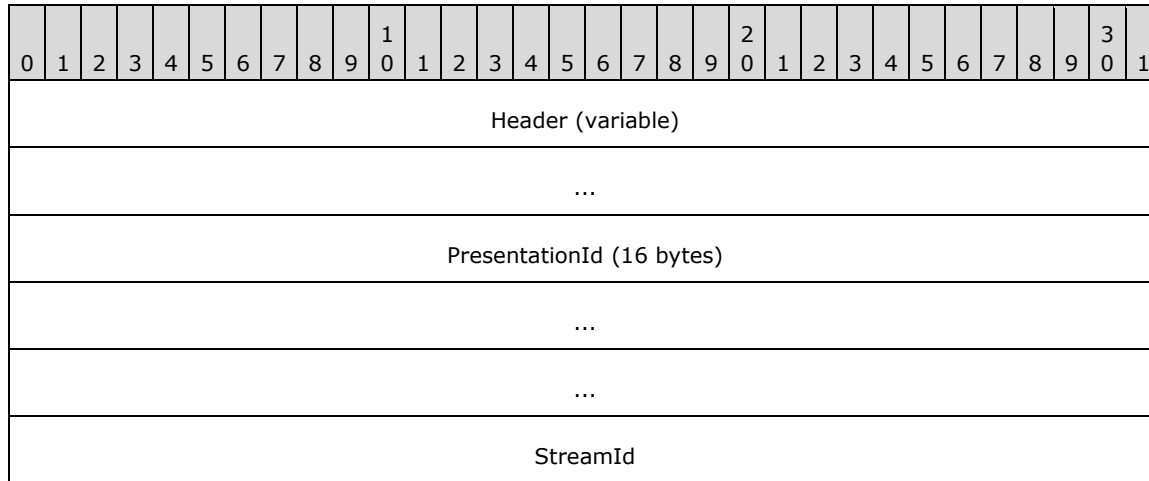 1 2 3
0 1 2 3 4 5 6 7 8 9 0 1 2 3 4 5 6 7 8 9 0 1 2 3 4 5 6 7 8 9 0 1
Header (variable)
...
PresentationId (16 bytes)
...
...
StreamId